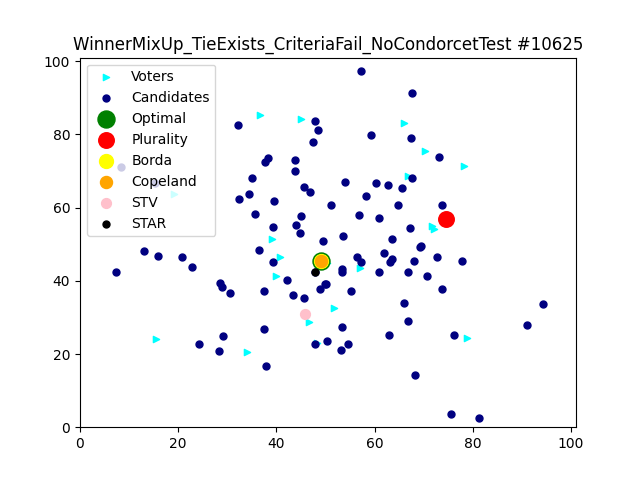 WinnerMixUp_TieExists_CriteriaFail_NoCondorcetTest #10625
100
80
60
40
20
0
0 20 40 60 80 100
Voters
Candidates
Optimal
Plurality
Borda
Copeland
STV
STAR